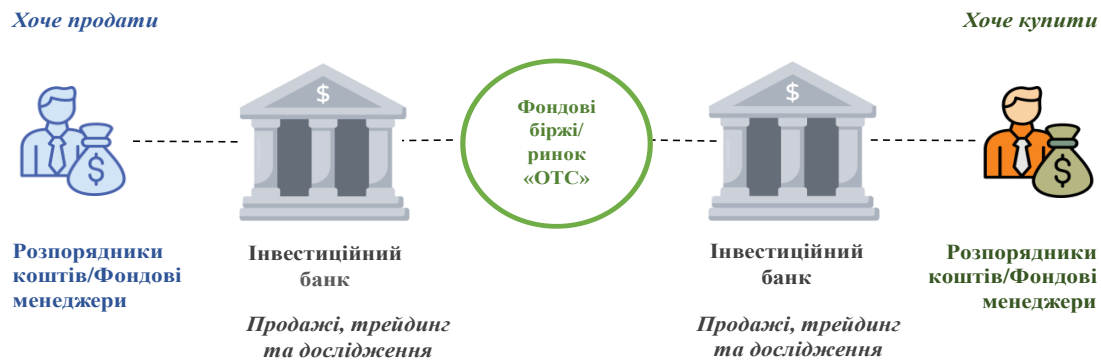 Хоче продати
Хоче купити
$
$
Фондові
біржі/
ринок
«ОТС»
$
$
Розпорядники
коштів/Фондові
менеджери
Інвестиційний
банк
Продажі, трейдинг
та дослідження
Інвестиційний
банк
Продажі, трейдинг
та дослідження
Розпорядники
коштів/Фондові
менеджери